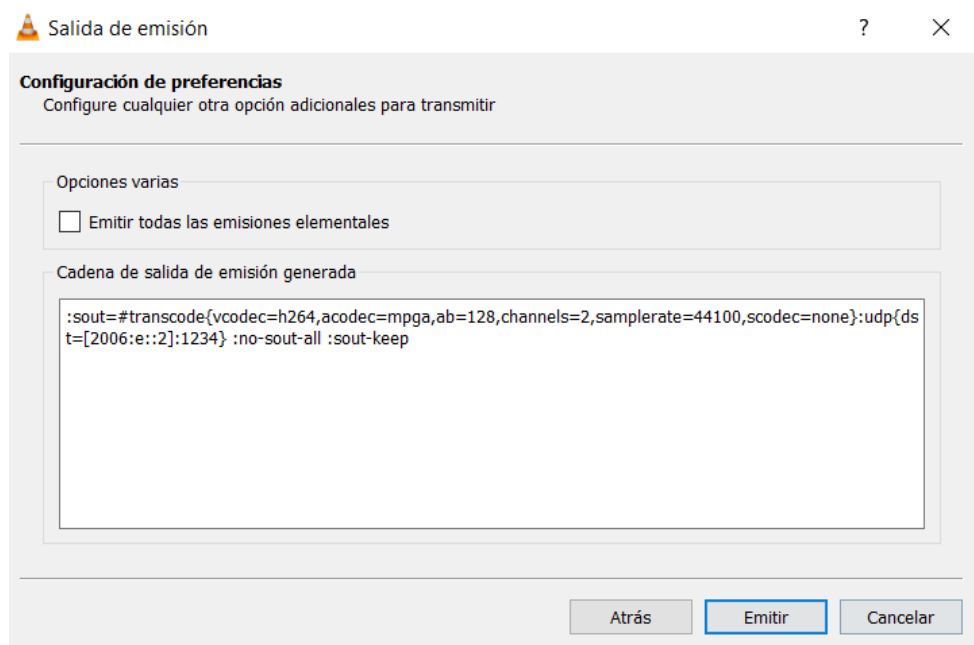 Salida de emisión
?
Configuración de preferencias
Configure cualquier otra opción adicionales para transmitir
Opciones varias
Emitir todas las emisiones elementales
Cadena de salida de emisión generada
:sout=#transcode{vcodec=h264,acodec=mpga,ab=128,channels=2,samplerate=44100,scodec=none}:udp{ds
t=[2006:e::2]:1234} :no-sout-all :sout-keep
Atrás
Emitir
Cancelar